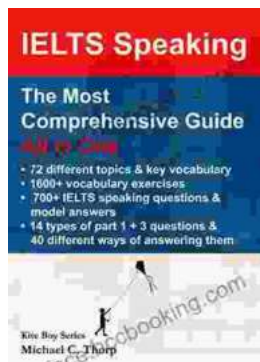 IELTS Speaking
The Most
Comprehensive Guide
All in One
• 72 different topics & key vocabulary
• 1600+ vocabulary exercises
• 700+ IELTS speaking questions &
model answers
• 14 types of part 1 + 3 questions &
40 different ways of answering them
Kite Boy Series
Michael C. Thorp